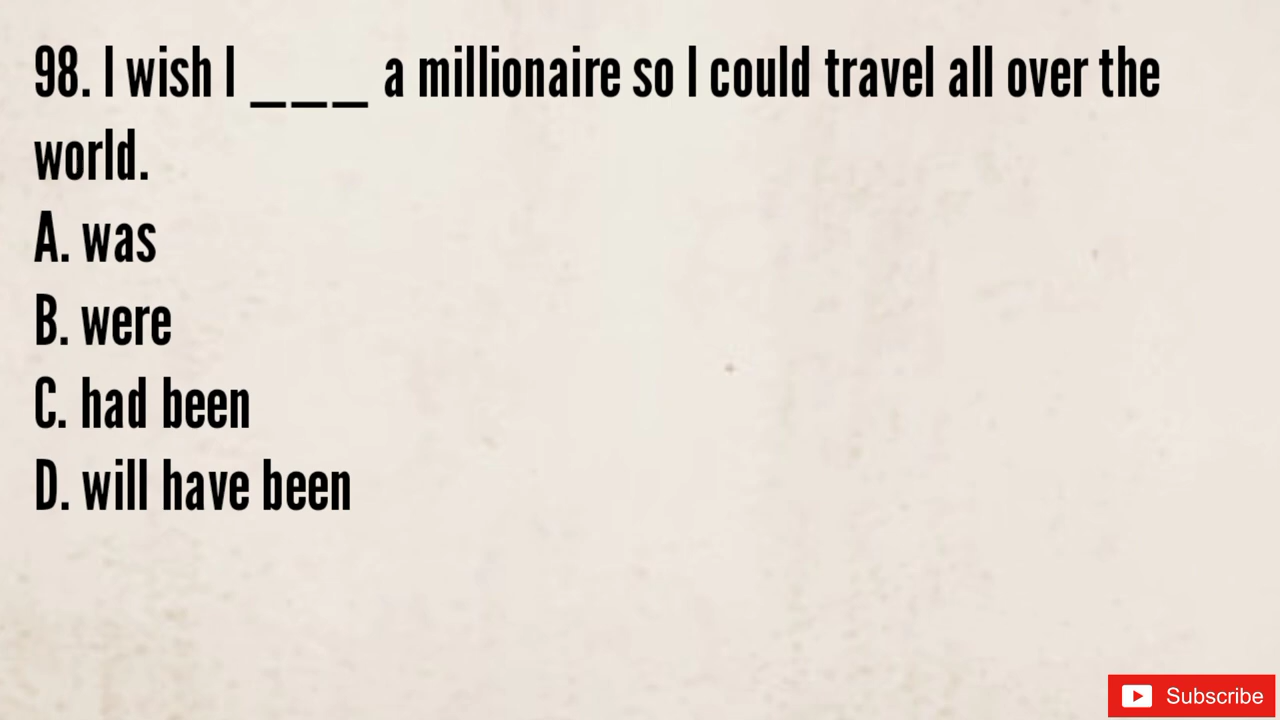 98. I wish I ___ a millionaire so I could travel all over the
world.
A. was
B. were
C. had been
D. will have been
Subscribe